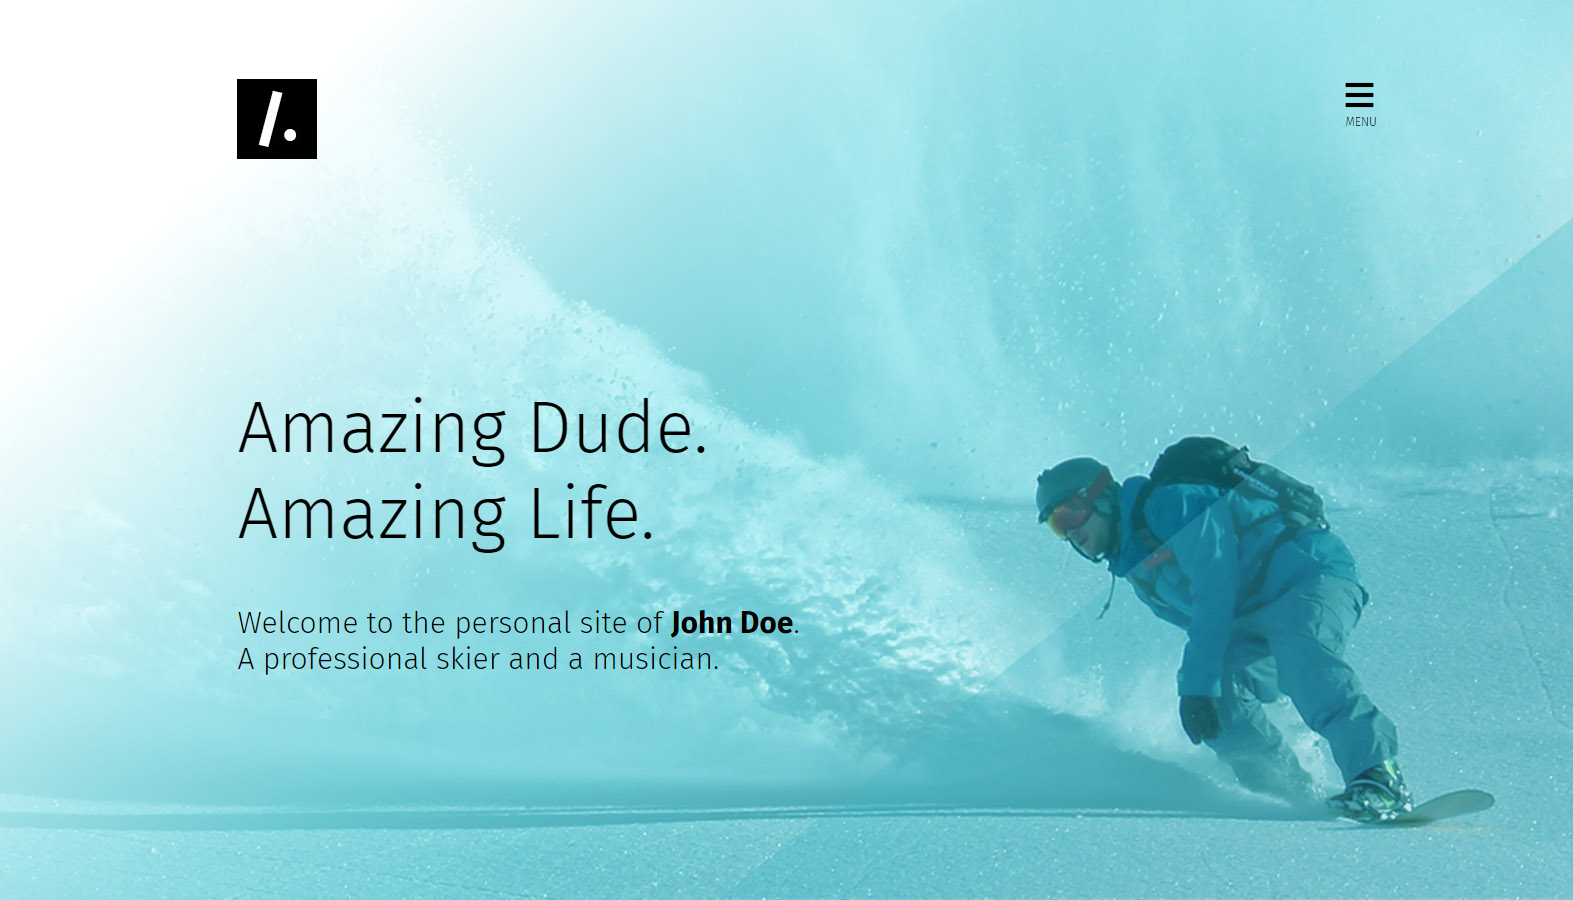 /.
MENU
Amazing Dude.
Amazing Life.
Welcome to the personal site of John Doe.
A professional skier and a musician.